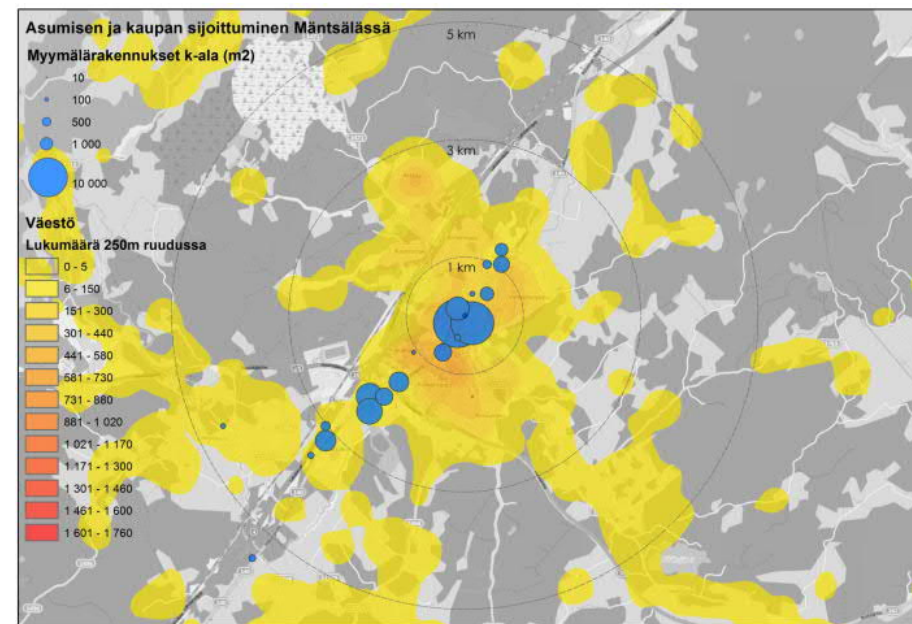 Asumisen ja kaupan sijoittuminen Mäntsälässä
Myymälärakennukset k-ala (m2)
10
100
500
1 000
10 000
Väestö
Lukumäärä 250m ruudussa
0 - 5
6 - 150
151 - 300
301 - 440
441 - 580
581 - 730
731 - 880
881 - 1 020
1 021 - 1 170
1 171 - 1 300
1 301 - 1 460
1 461 - 1 600
1 601 - 1 760
5 km
3 km
1 km